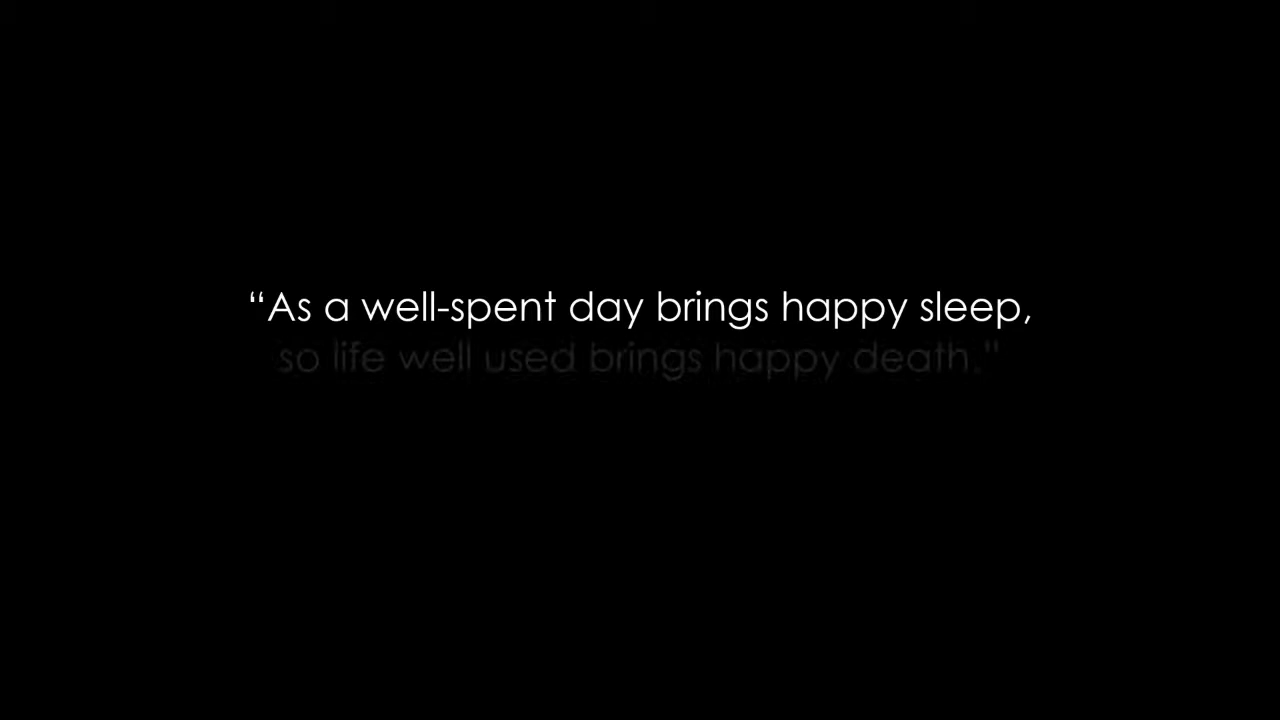 “As a well-spent day brings happy sleep,
so life well used brings happy death.”